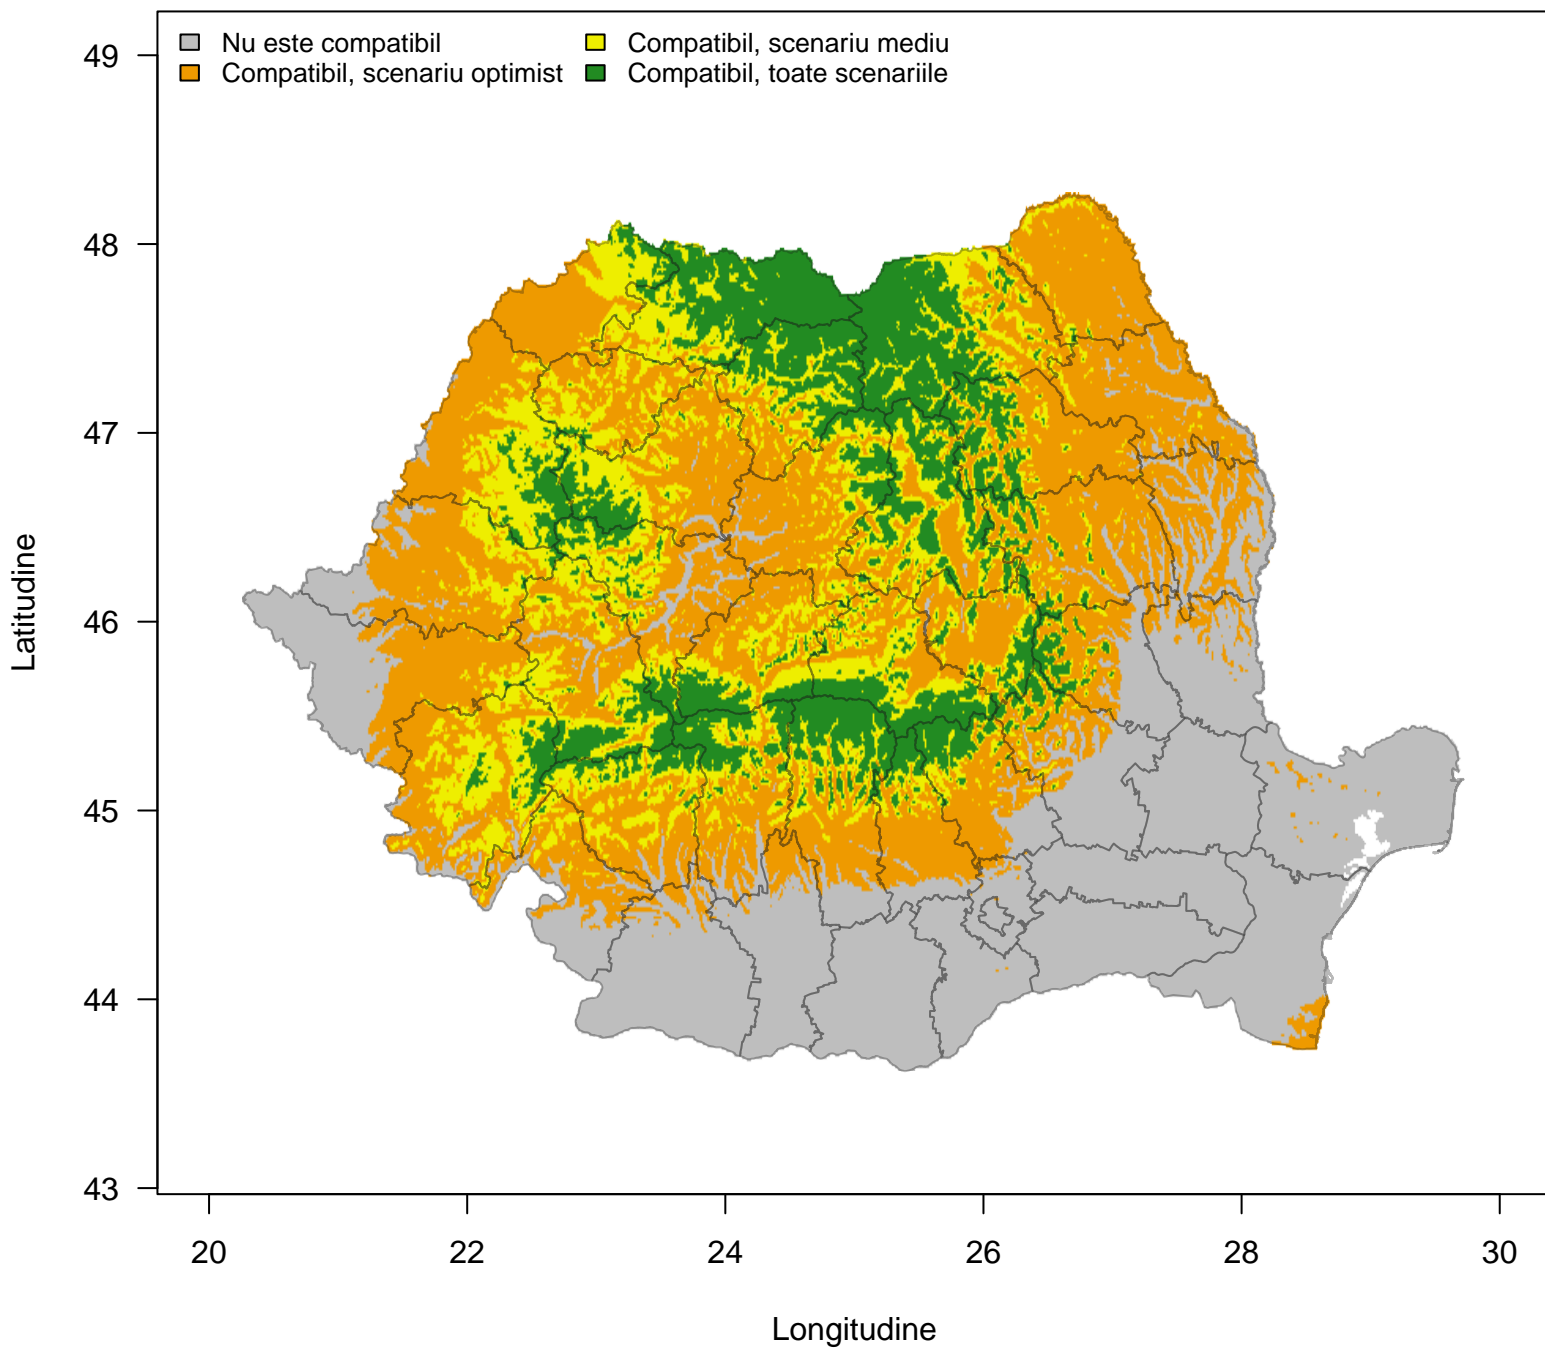 Nu este compatibil
Compatibil, scenariu optimist
Compatibil, scenariu mediu
Compatibil, toate scenariile
49
48
47
46
45
44
43
Latitudine
20 22 24 26 28 30
Longitudine